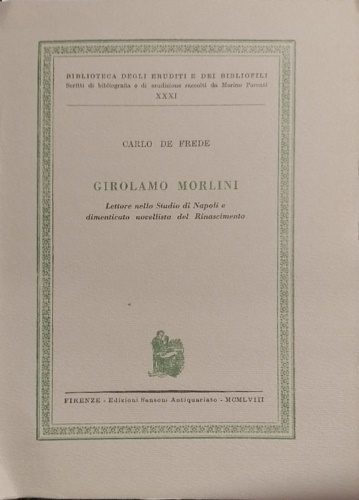 BIBLIOTECA DEGLI ERUDITI E DEI BIBLIOFILI
Scritti di bibliografia e di erudizione raccolti da Marino Parenti
XXXI
CARLO DE FREDE
GIROLAMO MORLINI
Lettore nello Studio di Napoli e
dimenticato novellista del Rinascimento
FIRENZE - Edizioni Sansoni Antiquariato - MCMLVIII